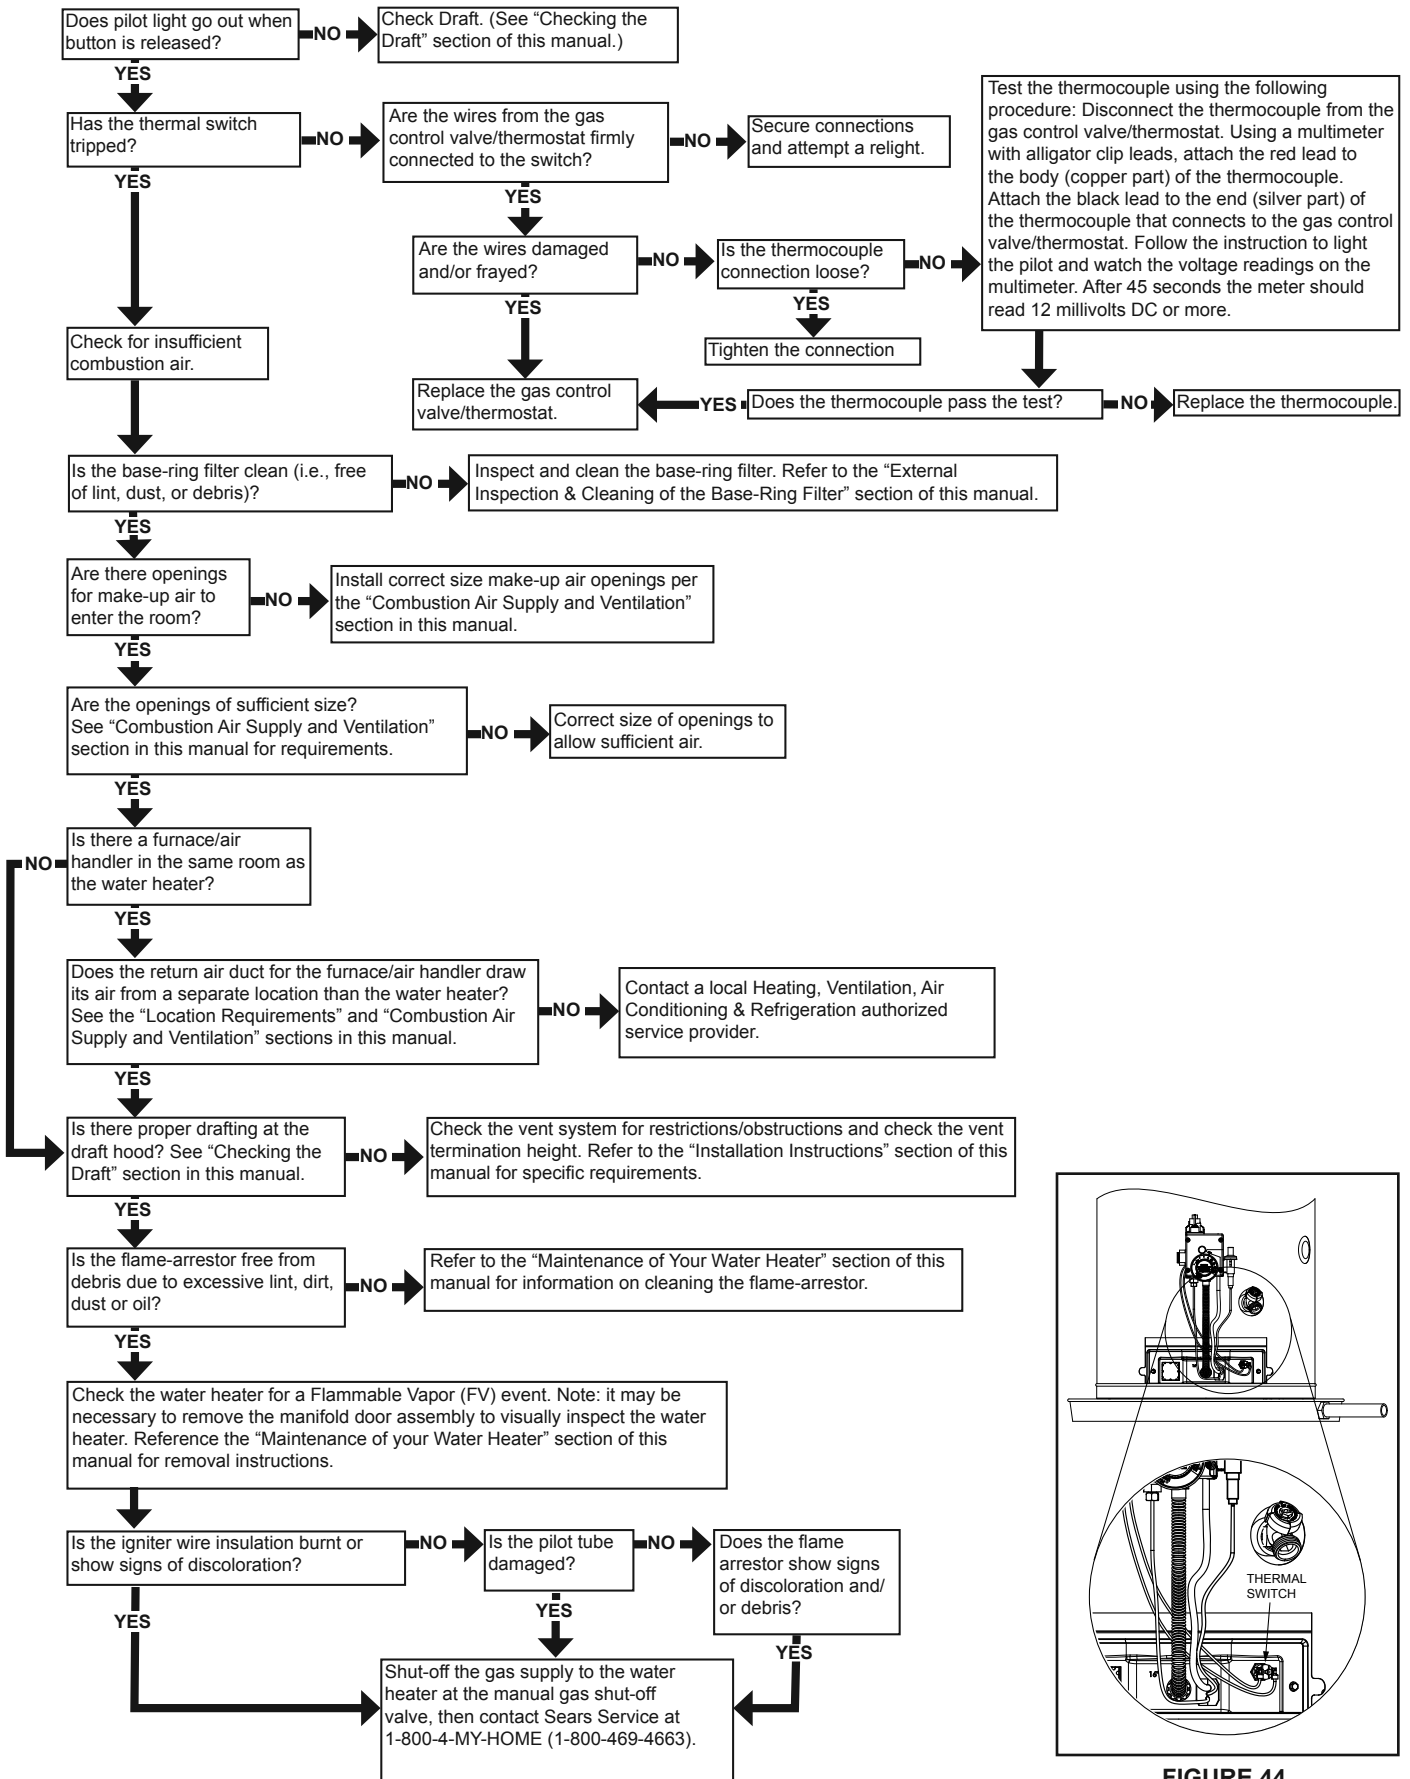 Does pilot light go out when
button is released?
NO
Check Draft. (See “Checking the
Draft” section of this manual.)
YES
Has the thermal switch
tripped?
NO
Are the wires from the gas
control valve/thermostat firmly
connected to the switch?
NO
Secure connections
and attempt a relight.
Test the thermocouple using the following
procedure: Disconnect the thermocouple from the
gas control valve/thermostat. Using a multimeter
with alligator clip leads, attach the red lead to
the body (copper part) of the thermocouple.
Attach the black lead to the end (silver part) of
the thermocouple that connects to the gas control
valve/thermostat. Follow the instruction to light
the pilot and watch the voltage readings on the
multimeter. After 45 seconds the meter should
read 12 millivolts DC or more.
YES
YES
Are the wires damaged
and/or frayed?
NO
Is the thermocouple
connection loose?
NO
YES
YES
Tighten the connection
Check for insufficient
combustion air.
Replace the gas control
valve/thermostat.
YES
Does the thermocouple pass the test?
NO
Replace the thermocouple.
Is the base-ring filter clean (i.e., free
of lint, dust, or debris)?
NO
Inspect and clean the base-ring filter. Refer to the “External
Inspection & Cleaning of the Base-Ring Filter” section of this manual.
YES
Are there openings
for make-up air to
enter the room?
NO
Install correct size make-up air openings per
the “Combustion Air Supply and Ventilation”
section in this manual.
YES
Are the openings of sufficient size?
See “Combustion Air Supply and Ventilation”
section in this manual for requirements.
NO
Correct size of openings to
allow sufficient air.
YES
Is there a furnace/air
handler in the same room as
the water heater?
NO
YES
Does the return air duct for the furnace/air handler draw
its air from a separate location than the water heater?
See the “Location Requirements” and “Combustion Air
Supply and Ventilation” sections in this manual.
NO
Contact a local Heating, Ventilation, Air
Conditioning & Refrigeration authorized
service provider.
YES
Is there proper drafting at the
draft hood? See “Checking the
Draft” section in this manual.
NO
Check the vent system for restrictions/obstructions and check the vent
termination height. Refer to the “Installation Instructions” section of this
manual for specific requirements.
YES
Is the flame-arrestor free from
debris due to excessive lint, dirt,
dust or oil?
NO
Refer to the “Maintenance of Your Water Heater” section of this
manual for information on cleaning the flame-arrestor.
YES
Check the water heater for a Flammable Vapor (FV) event. Note: it may be
necessary to remove the manifold door assembly to visually inspect the water
heater. Reference the “Maintenance of your Water Heater” section of this
manual for removal instructions.
Is the igniter wire insulation burnt or
show signs of discoloration?
NO
Is the pilot tube
damaged?
NO
Does the flame
arrestor show signs
of discoloration and/
or debris?
YES
YES
YES
Shut-off the gas supply to the water
heater at the manual gas shut-off
valve, then contact Sears Service at
1-800-4-MY-HOME (1-800-469-4663).
THERMAL
SWITCH
FIGURE 44